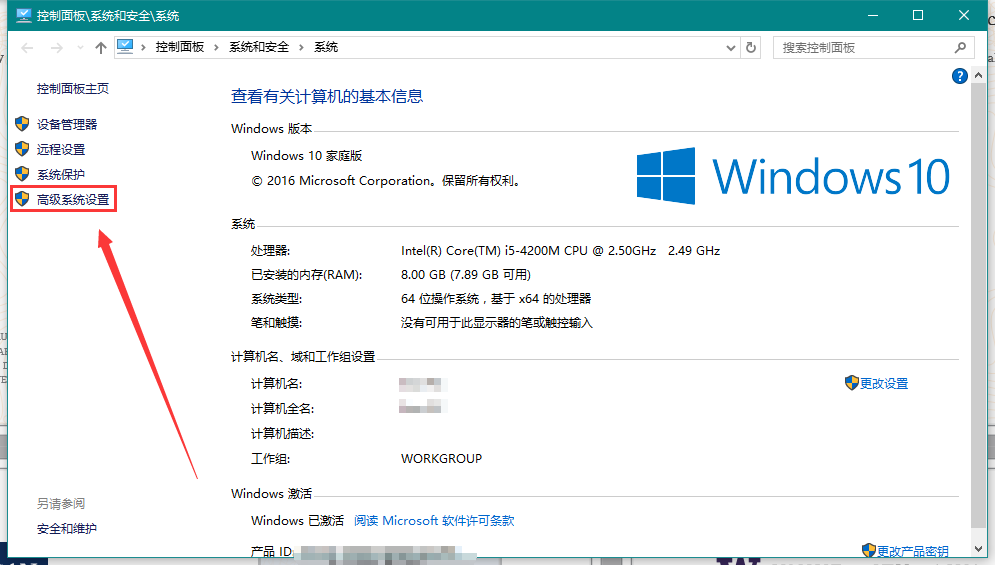 控制面板\系统和安全\系统
控制面板 › 系统和安全 › 系统
搜索控制面板
控制面板主页
设备管理器
远程设置
系统保护
高级系统设置
另请参阅
安全和维护
?
查看有关计算机的基本信息
Windows 版本
Windows 10 家庭版
© 2016 Microsoft Corporation。保留所有权利。
Windows 10
系统
处理器: Intel(R) Core(TM) i5-4200M CPU @ 2.50GHz 2.49 GHz
已安装的内存(RAM): 8.00 GB (7.89 GB 可用)
系统类型: 64 位操作系统，基于 x64 的处理器
笔和触摸: 没有可用于此显示器的笔或触控输入
计算机名、域和工作组设置
计算机名: 更改设置
计算机全名:
计算机描述:
工作组: WORKGROUP
Windows 激活
Windows 已激活 阅读 Microsoft 软件许可条款
产品 ID: 更改产品密钥